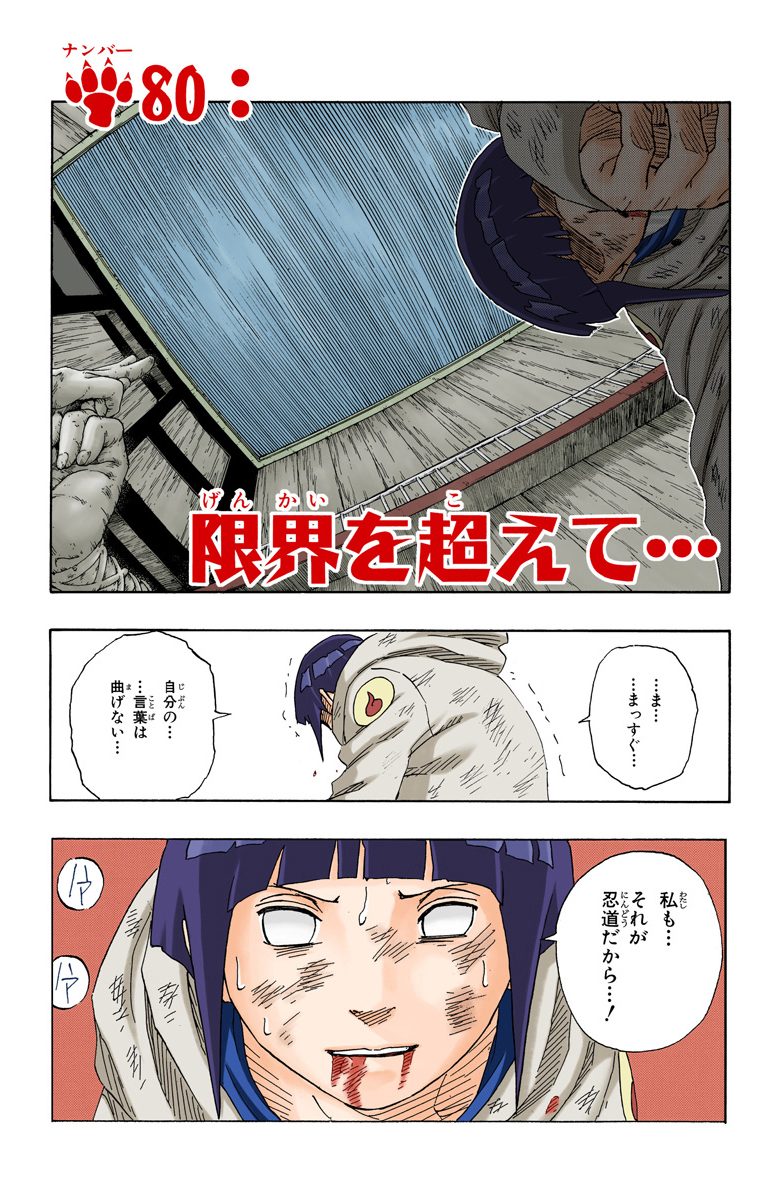 ナンバー
80：
げんかい こ
限界を超えて…
…ま…
…まっすぐ…
自分の…
…言葉は
曲げない…
じぶん
ことば
ま
私も…
それが
忍道だから…！
わたし
にんどう
ハァ
ハァ